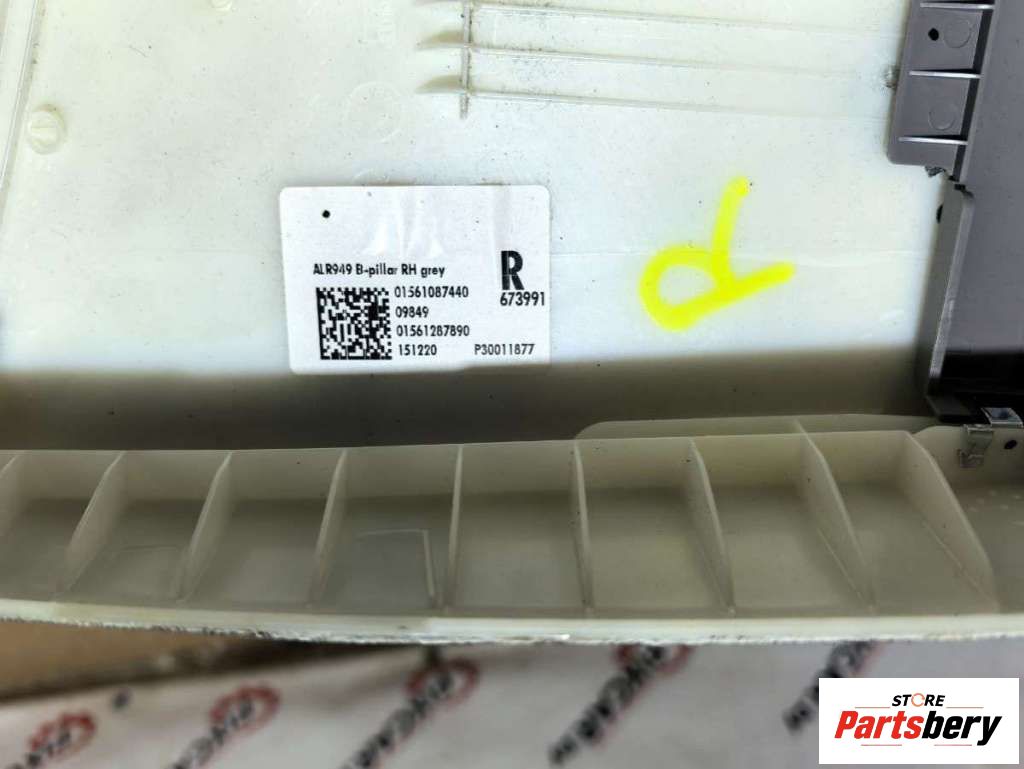 ALR949 B-pillar RH grey
R
673991
01561087440
09849
01561287890
151220 P30011877
STORE
Partsbery